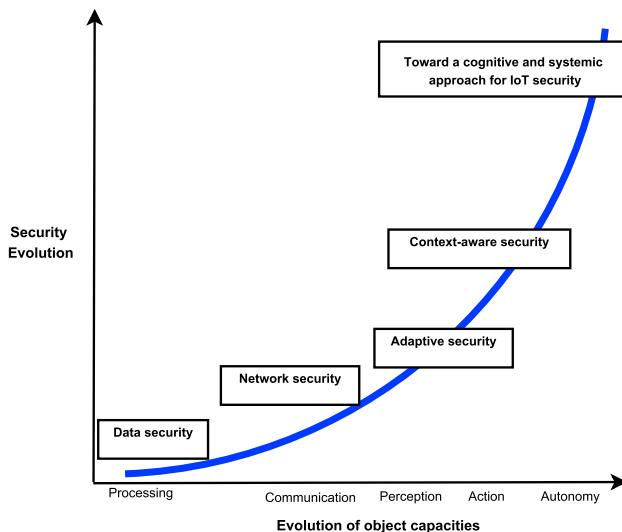 Toward a cognitive and systemic
approach for IoT security
Security
Evolution
Context-aware security
Adaptive security
Network security
Data security
Processing
Communication
Perception
Action
Autonomy
Evolution of object capacities